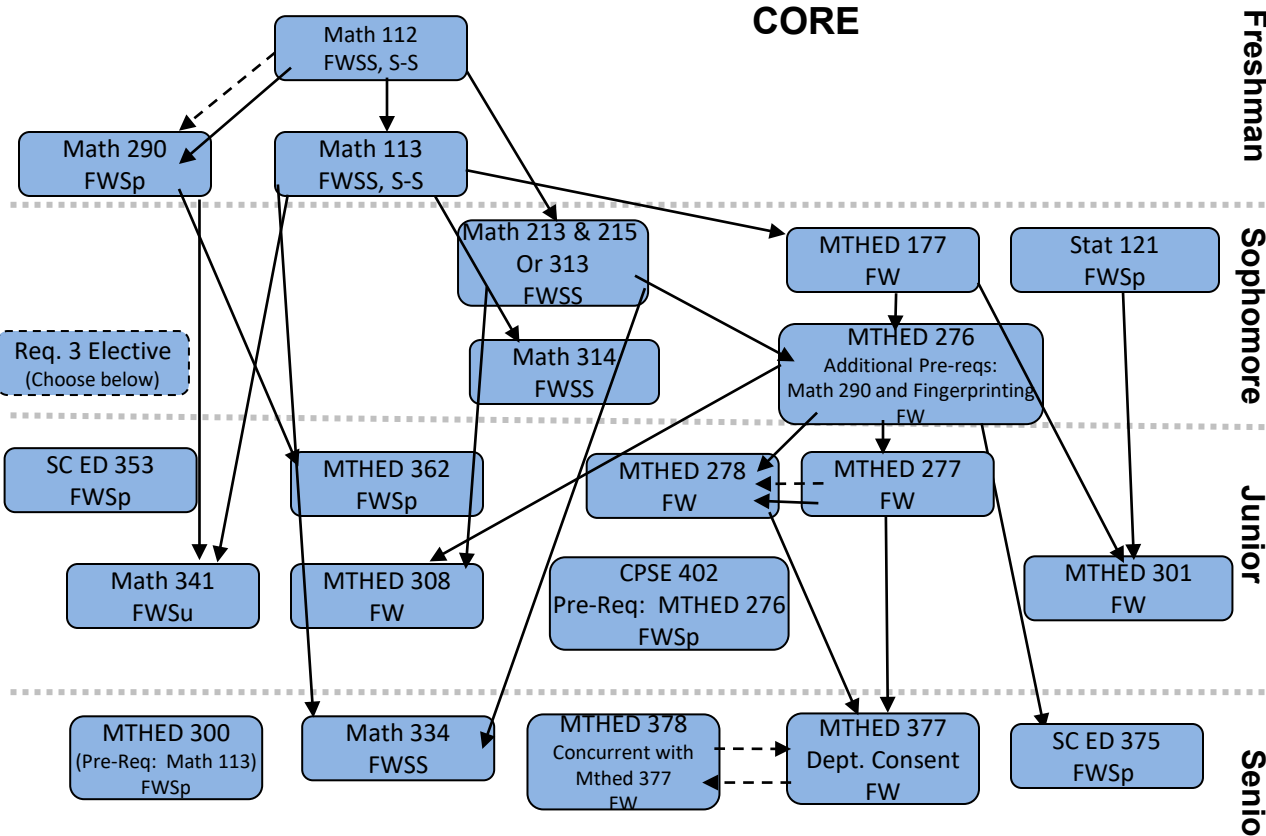 CORE
Freshman
Math 112
FWSS, S-S
Math 290
FWSp
Math 113
FWSS, S-S
Sophomore
Math 213 & 215
Or 313
FWSS
MTHED 177
FW
Stat 121
FWSp
Req. 3 Elective
(Choose below)
Math 314
FWSS
MTHED 276
Additional Pre-reqs:
Math 290 and Fingerprinting
FW
Junior
SC ED 353
FWSp
MTHED 362
FWSp
MTHED 278
FW
MTHED 277
FW
Math 341
FWSu
MTHED 308
FW
CPSE 402
Pre-Req: MTHED 276
FWSp
MTHED 301
FW
Senio
MTHED 300
(Pre-Req: Math 113)
FWSp
Math 334
FWSS
MTHED 378
Concurrent with
Mthed 377
FW
MTHED 377
Dept. Consent
FW
SC ED 375
FWSp